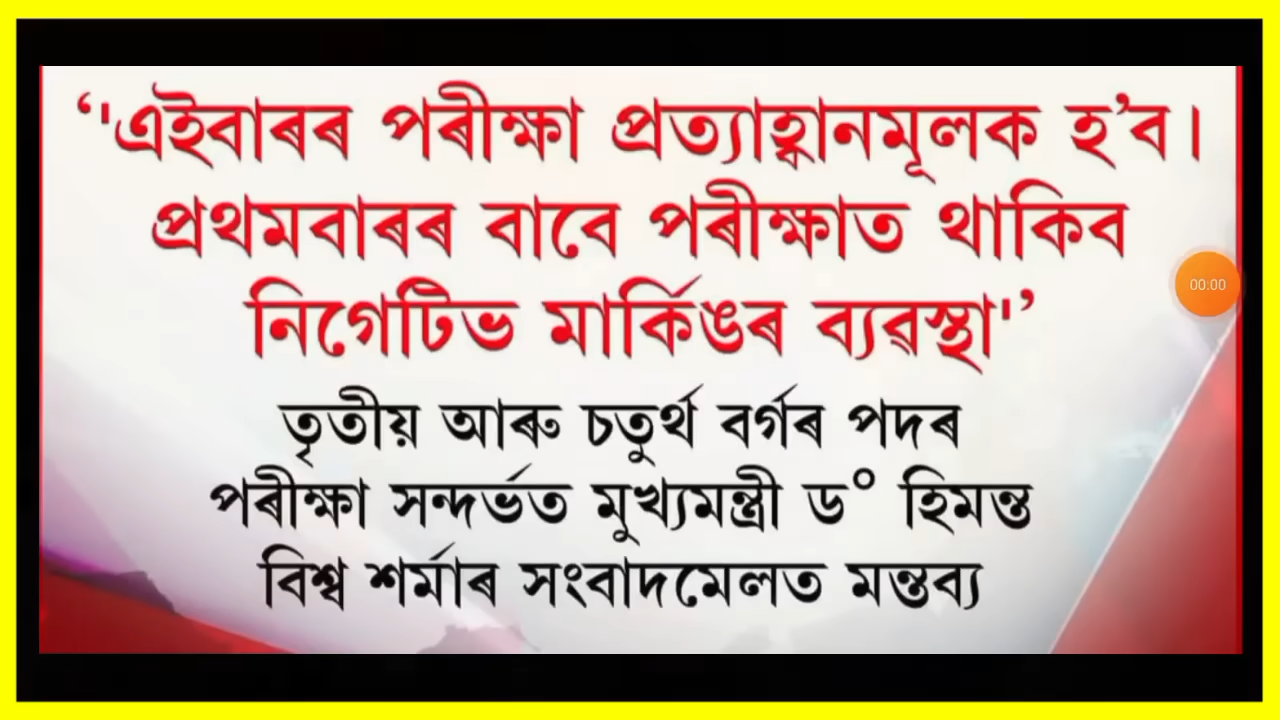 ‘'এইবাৰৰ পৰীক্ষা প্ৰত্যাহ্বানমূলক হ’ব।
প্ৰথমবাৰৰ বাবে পৰীক্ষাত থাকিব
নিগেটিভ মাৰ্কিঙৰ ব্যৱস্থা'’
00:00
তৃতীয় আৰু চতুৰ্থ বৰ্গৰ পদৰ
পৰীক্ষা সন্দৰ্ভত মুখ্যমন্ত্ৰী ড° হিমন্ত
বিশ্ব শৰ্মাৰ সংবাদমেলত মন্তব্য